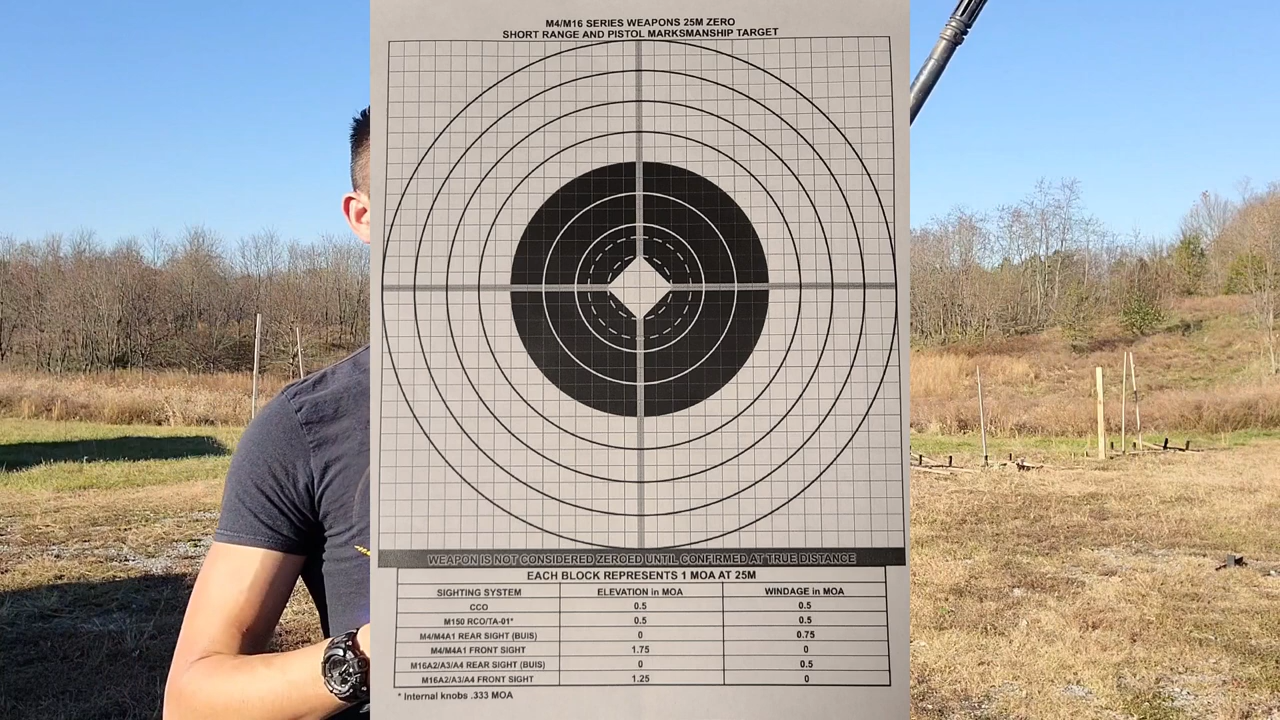 M4/M16 SERIES WEAPONS 25M ZERO
SHORT RANGE AND PISTOL MARKSMANSHIP TARGET
WEAPON IS NOT CONSIDERED ZEROED UNTIL CONFIRMED AT TRUE DISTANCE
EACH BLOCK REPRESENTS 1 MOA AT 25M
SIGHTING SYSTEM ELEVATION in MOA WINDAGE in MOA
CCO 0.5 0.5
M150 RCO/TA-01* 0.5 0.5
M4/M4A1 REAR SIGHT (BUIS) 0 0.75
M4/M4A1 FRONT SIGHT 1.75 0
M16A2/A3/A4 REAR SIGHT (BUIS) 0 0.5
M16A2/A3/A4 FRONT SIGHT 1.25 0
* Internal knobs .333 MOA